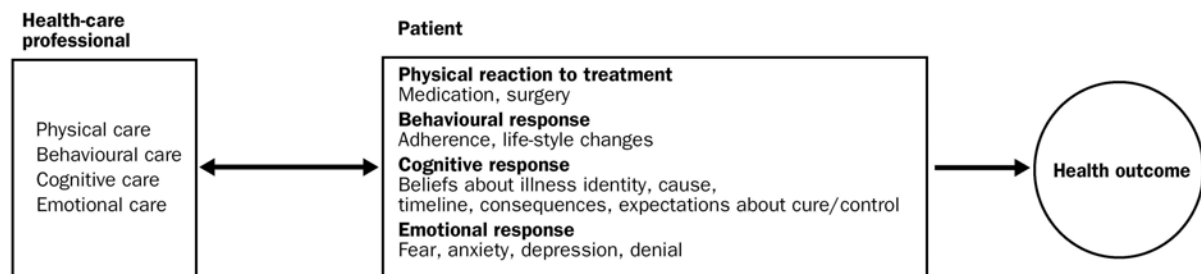 Health-care
professional
Physical care
Behavioural care
Cognitive care
Emotional care
Patient
Physical reaction to treatment
Medication, surgery
Behavioural response
Adherence, life-style changes
Cognitive response
Beliefs about illness identity, cause,
timeline, consequences, expectations about cure/control
Emotional response
Fear, anxiety, depression, denial
Health outcome